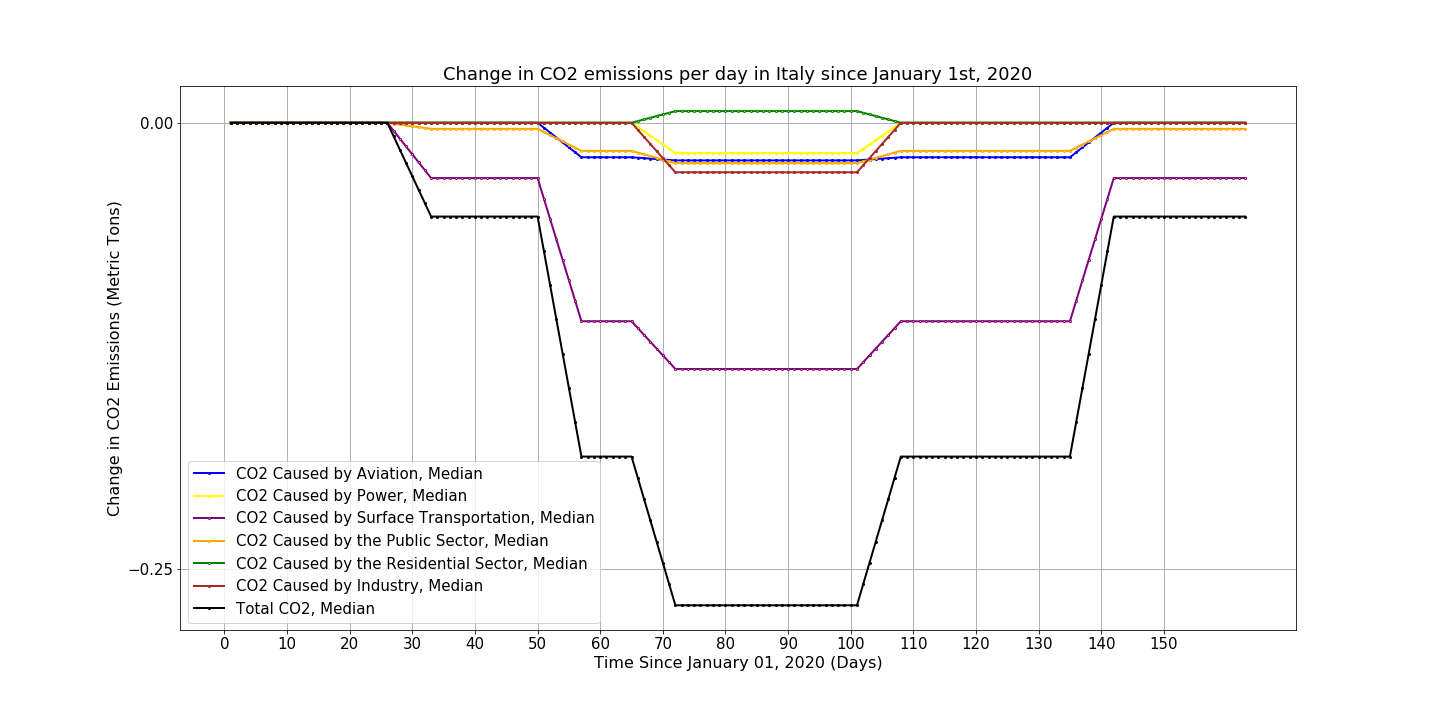 Change in CO2 emissions per day in Italy since January 1st, 2020
Change in CO2 Emissions (Metric Tons)
0.00
−0.25
CO2 Caused by Aviation, Median
CO2 Caused by Power, Median
CO2 Caused by Surface Transportation, Median
CO2 Caused by the Public Sector, Median
CO2 Caused by the Residential Sector, Median
CO2 Caused by Industry, Median
Total CO2, Median
0 10 20 30 40 50 60 70 80 90 100 110 120 130 140 150
Time Since January 01, 2020 (Days)